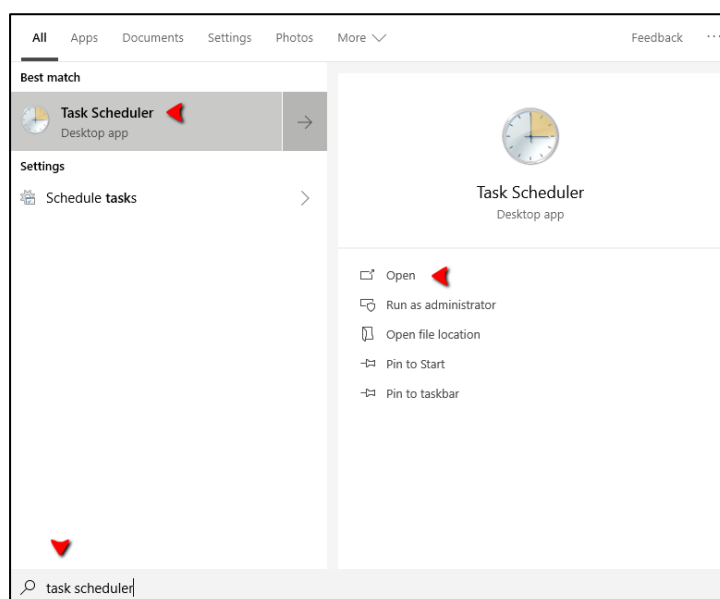 All Apps Documents Settings Photos More Feedback ...
Best match
Task Scheduler
Desktop app
Settings
Schedule tasks
Task Scheduler
Desktop app
Open
Run as administrator
Open file location
Pin to Start
Pin to taskbar
task scheduler